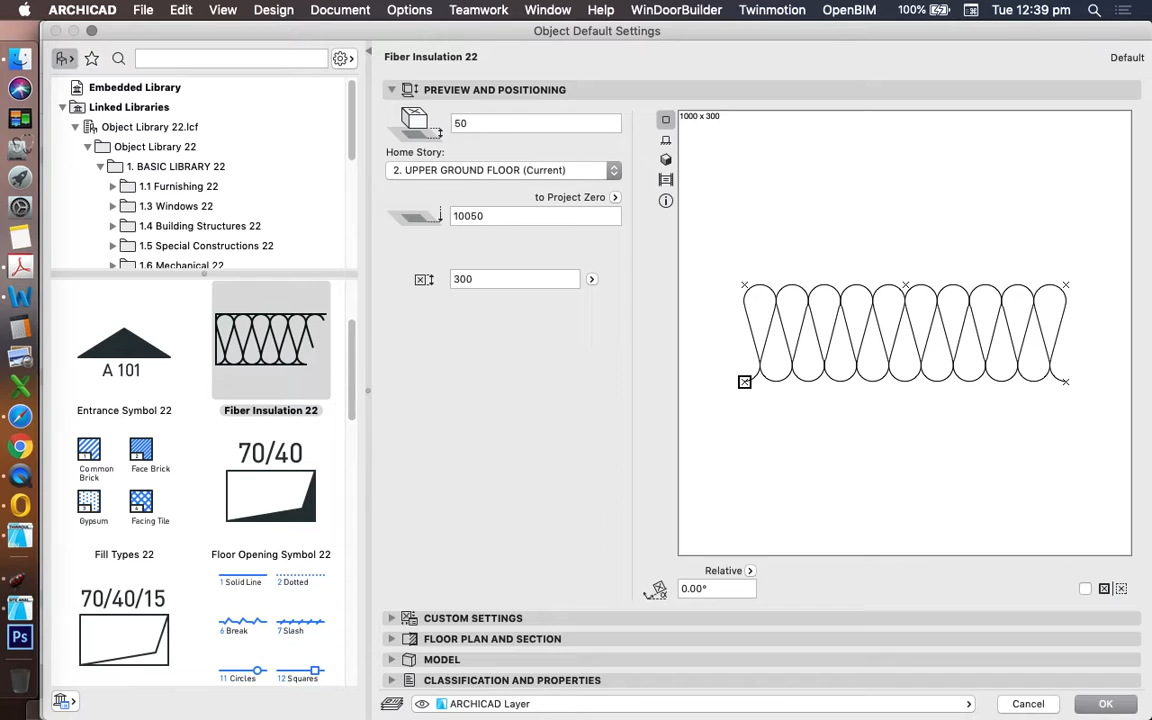 ARCHICAD File Edit View Design Document Options Teamwork Window Help WinDoorBuilder Twinmotion OpenBIM 100% Tue 12:39 pm
Object Default Settings
Embedded Library
Linked Libraries
Object Library 22.lcf
Object Library 22
1. BASIC LIBRARY 22
1.1 Furnishing 22
1.3 Windows 22
1.4 Building Structures 22
1.5 Special Constructions 22
1.6 Mechanical 22
A 101
Entrance Symbol 22
Fiber Insulation 22
Common Brick
Face Brick
Gypsum
Facing Tile
Fill Types 22
70/40
Floor Opening Symbol 22
70/40/15
1 Solid Line
2 Dotted
6 Break
7 Slash
11 Circles
12 Squares
Fiber Insulation 22
Default
PREVIEW AND POSITIONING
50
Home Story:
2. UPPER GROUND FLOOR (Current)
to Project Zero
10050
300
1000 x 300
Relative
0.00°
CUSTOM SETTINGS
FLOOR PLAN AND SECTION
MODEL
CLASSIFICATION AND PROPERTIES
ARCHICAD Layer
Cancel
OK
Ps